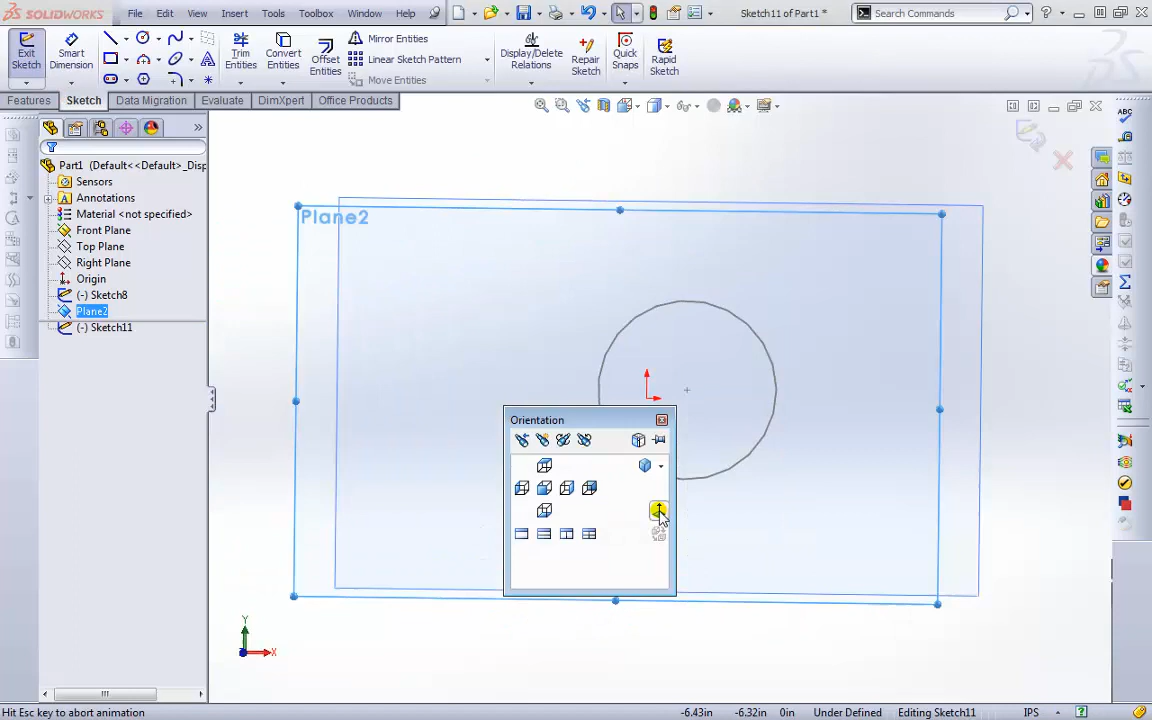 SOLIDWORKS
File Edit View Insert Tools Toolbox Window Help
Sketch11 of Part1 *
Search Commands
Exit Sketch
Smart Dimension
Trim Entities
Convert Entities
Offset Entities
Mirror Entities
Linear Sketch Pattern
Move Entities
Display/Delete Relations
Repair Sketch
Quick Snaps
Rapid Sketch
Features Sketch Data Migration Evaluate DimXpert Office Products
Part1 (Default<<Default>_Disp
Sensors
Annotations
Material <not specified>
Front Plane
Top Plane
Right Plane
Origin
(-) Sketch8
Plane2
(-) Sketch11
Plane2
Orientation
Y
X
ABC
Hit Esc key to abort animation
-6.43in -6.32in 0in Under Defined Editing Sketch11 IPS